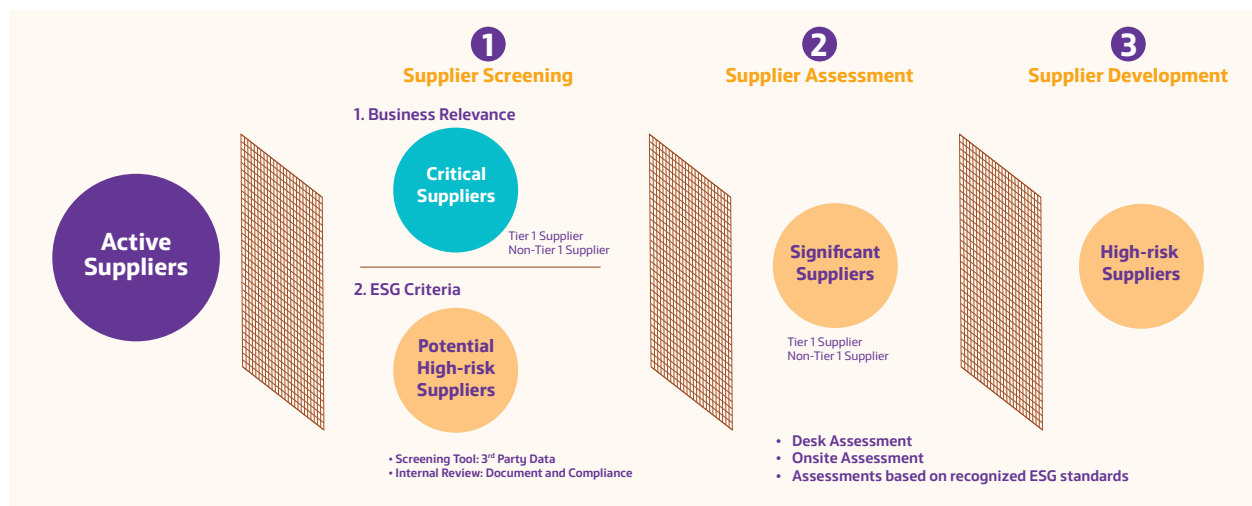 Active
Suppliers
1
Supplier Screening
1. Business Relevance
Critical
Suppliers
Tier 1 Supplier
Non-Tier 1 Supplier
2. ESG Criteria
Potential
High-risk
Suppliers
• Screening Tool: 3rd Party Data
• Internal Review: Document and Compliance
2
Supplier Assessment
Significant
Suppliers
Tier 1 Supplier
Non-Tier 1 Supplier
• Desk Assessment
• Onsite Assessment
• Assessments based on recognized ESG standards
3
Supplier Development
High-risk
Suppliers